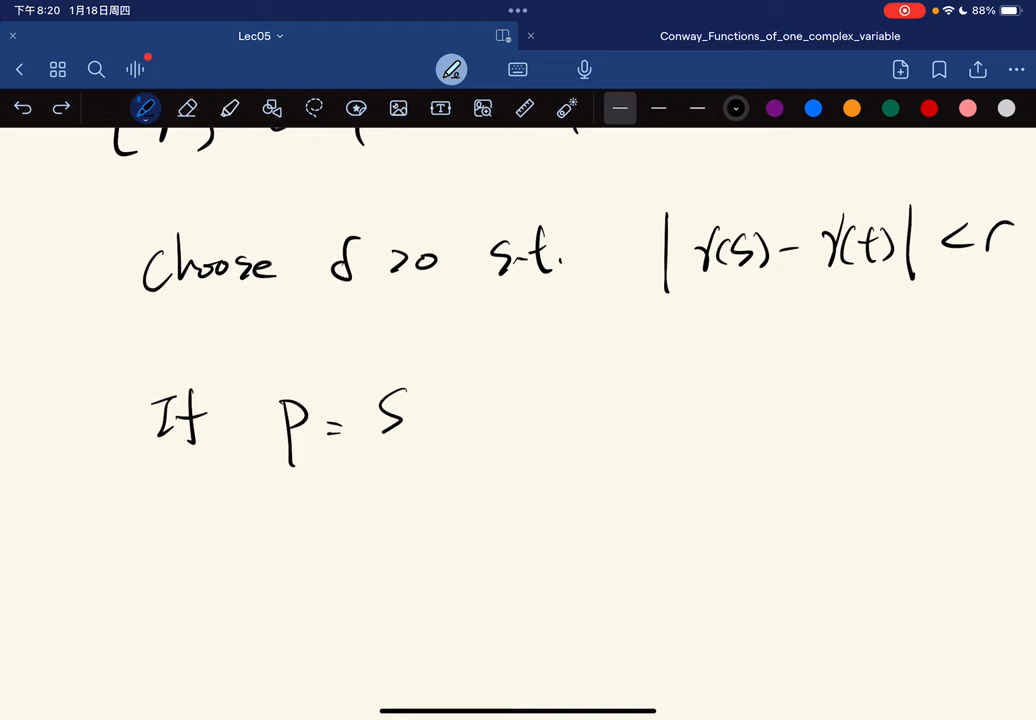 下午8:20 1月18日周四 88%
Lec05 Conway_Functions_of_one_complex_variable
choose δ > 0 s.t. | γ(s) - γ(t) | < r
If P = S